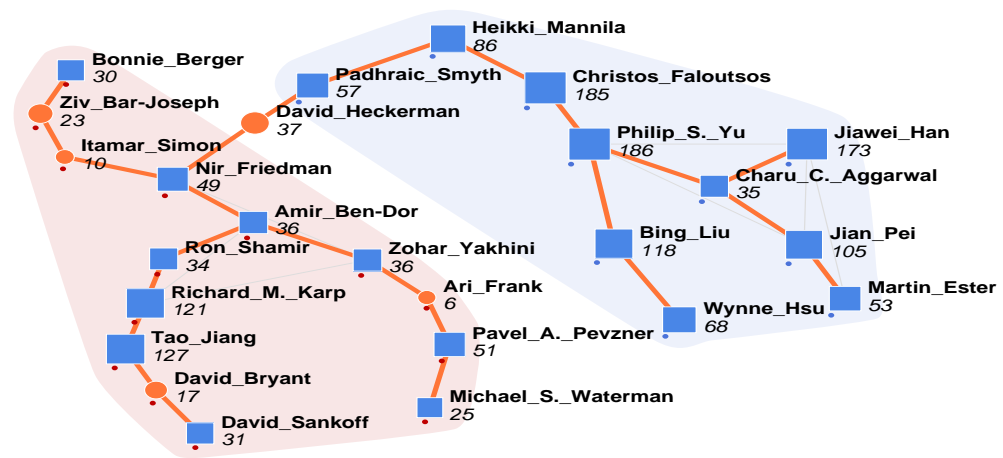 Heikki_Mannila
86
Bonnie_Berger
30
Padhraic_Smyth
57
Christos_Faloutsos
185
Ziv_Bar-Joseph
23
David_Heckerman
37
Philip_S._Yu
186
Jiawei_Han
173
Itamar_Simon
10
Nir_Friedman
49
Charu_C._Aggarwal
35
Amir_Ben-Dor
36
Bing_Liu
118
Jian_Pei
105
Ron_Shamir
34
Zohar_Yakhini
36
Richard_M._Karp
121
Ari_Frank
6
Martin_Ester
53
Wynne_Hsu
68
Tao_Jiang
127
Pavel_A._Pevzner
51
David_Bryant
17
Michael_S._Waterman
25
David_Sankoff
31